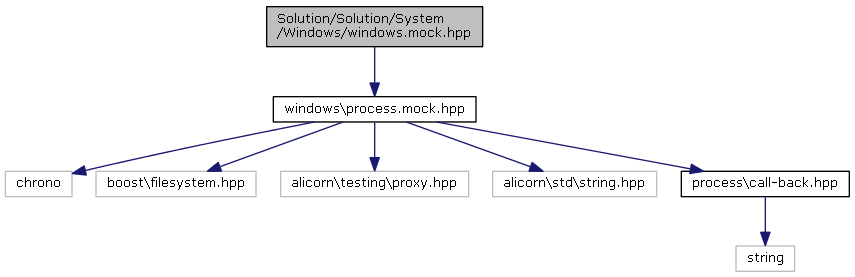 Solution/Solution/System
/Windows/windows.mock.hpp
windows\process.mock.hpp
chrono
boost\filesystem.hpp
alicorn\testing\proxy.hpp
alicorn\std\string.hpp
process\call-back.hpp
string